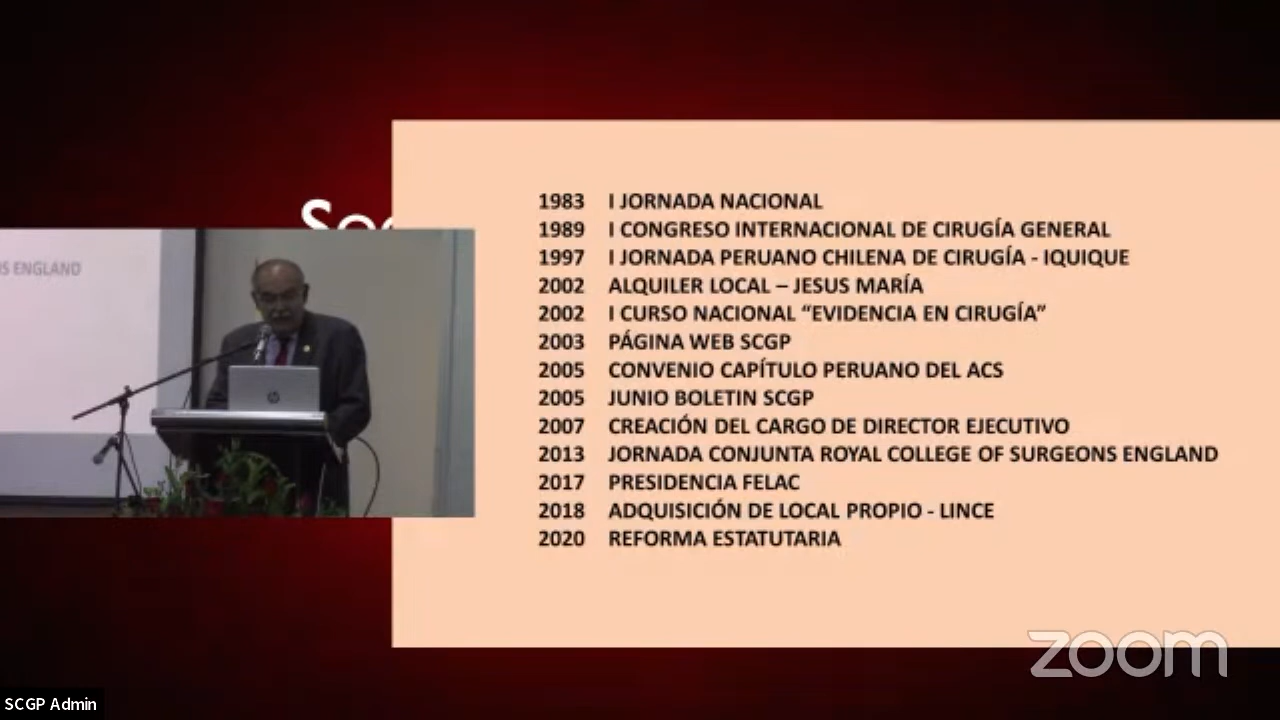 Soc
S ENGLAND
1983 I JORNADA NACIONAL
1989 I CONGRESO INTERNACIONAL DE CIRUGÍA GENERAL
1997 I JORNADA PERUANO CHILENA DE CIRUGÍA - IQUIQUE
2002 ALQUILER LOCAL – JESUS MARÍA
2002 I CURSO NACIONAL “EVIDENCIA EN CIRUGÍA”
2003 PÁGINA WEB SCGP
2005 CONVENIO CAPÍTULO PERUANO DEL ACS
2005 JUNIO BOLETIN SCGP
2007 CREACIÓN DEL CARGO DE DIRECTOR EJECUTIVO
2013 JORNADA CONJUNTA ROYAL COLLEGE OF SURGEONS ENGLAND
2017 PRESIDENCIA FELAC
2018 ADQUISICIÓN DE LOCAL PROPIO - LINCE
2020 REFORMA ESTATUTARIA
hp
zoom
SCGP Admin